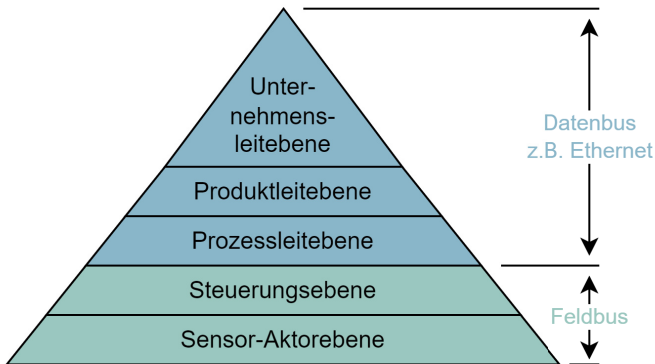 Unter-
nehmens-
leitebene
Produktleitebene
Prozessleitebene
Steuerungsebene
Sensor-Aktorebene
Datenbus
z.B. Ethernet
Feldbus